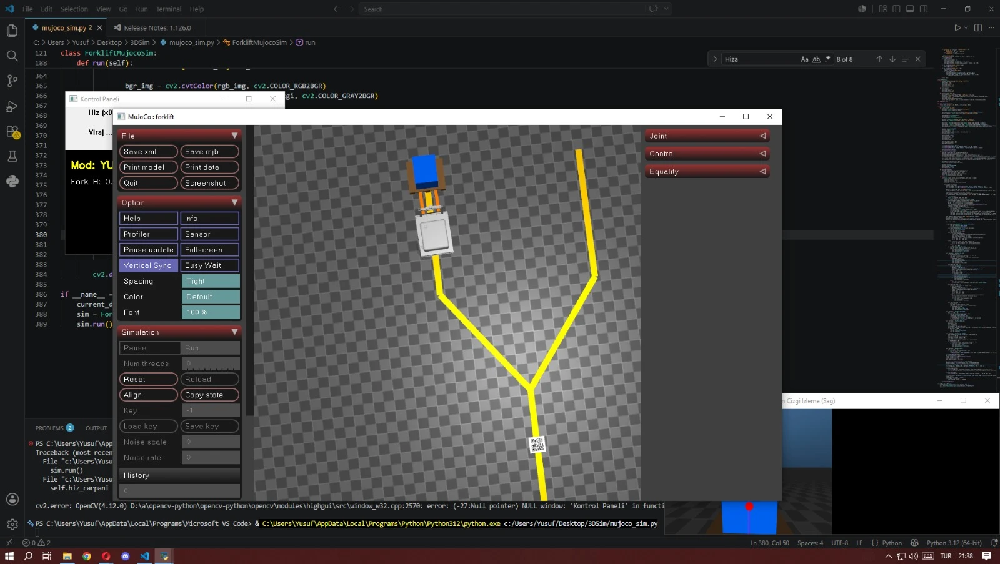 File Edit Selection View Go Run Terminal Help
Search
mujoco_sim.py 2
Release Notes: 1.126.0
C: > Users > Yusuf > Desktop > 3DSim > mujoco_sim.py > ForkliftMujocoSim > run
121 class ForkliftMujocoSim:
188 def run(self):
Hiza
Aa ab .* 8 of 8
364
365 bgr_img = cv2.cvtColor(rgb_img, cv2.COLOR_RGB2BGR)
366 gi, cv2.COLOR_GRAY2BGR)
367
368
369
370
371
372
373
374
375
376
377
378
379
380
381
382
383
384 cv2.d
385
386 if __name__ =
387 current_d
388 sim = For
389 sim.run()
Kontrol Paneli
Hiz (x0
Viraj ...
Mod: YU
Fork H: 0.
MuJoCo : forklift
File
Save xml Save mjb
Print model Print data
Quit Screenshot
Option
Help Info
Profiler Sensor
Pause update Fullscreen
Vertical Sync Busy Wait
Spacing Tight
Color Default
Font 100 %
Simulation
Pause Run
Num threads 0
Reset Reload
Align Copy state
Key -1
Load key Save key
Noise scale 0
Noise rate 0
History
0
Joint
Control
Equality
n Cizgi Izleme (Sag)
PROBLEMS 2 OUTPUT
PS C:\Users\Yusuf\App
Traceback (most recen
File "c:\Users\Yusu
sim.run()
File "c:\Users\Yusu
self.hiz_carpani
cv2.error: OpenCV(4.12.0) D:\a\opencv-python\opencv-python\opencv\modules\highgui\src\window_w32.cpp:2570: error: (-27:Null pointer) NULL window: 'Kontrol Paneli' in functi
PS C:\Users\Yusuf\AppData\Local\Programs\Microsoft VS Code> & C:\Users\Yusuf\AppData\Local\Programs\Python\Python312\python.exe c:/Users/Yusuf/Desktop/3DSim/mujoco_sim.py
0 2
Ln 380, Col 50 Spaces: 4 UTF-8 LF { } Python Python 3.12 (64-bit)
TUR 21:38